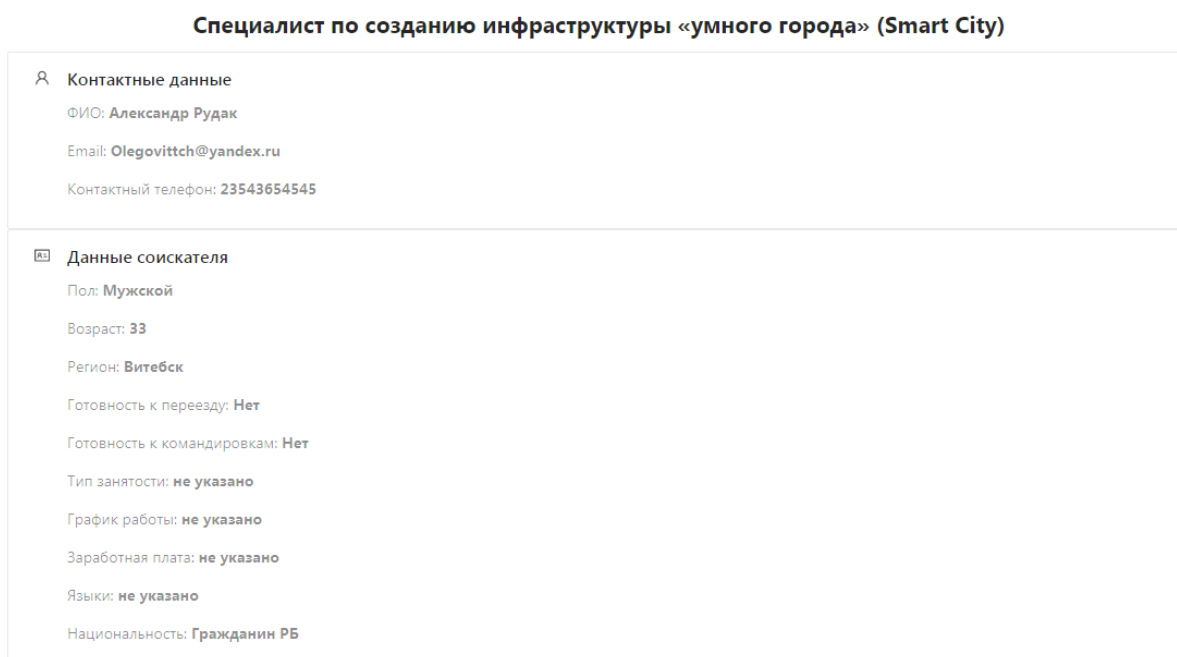 Специалист по созданию инфраструктуры «умного города» (Smart City)
Контактные данные
ФИО: Александр Рудак
Email: Olegovittch@yandex.ru
Контактный телефон: 23543654545
Данные соискателя
Пол: Мужской
Возраст: 33
Регион: Витебск
Готовность к переезду: Нет
Готовность к командировкам: Нет
Тип занятости: не указано
График работы: не указано
Заработная плата: не указано
Языки: не указано
Национальность: Гражданин РБ